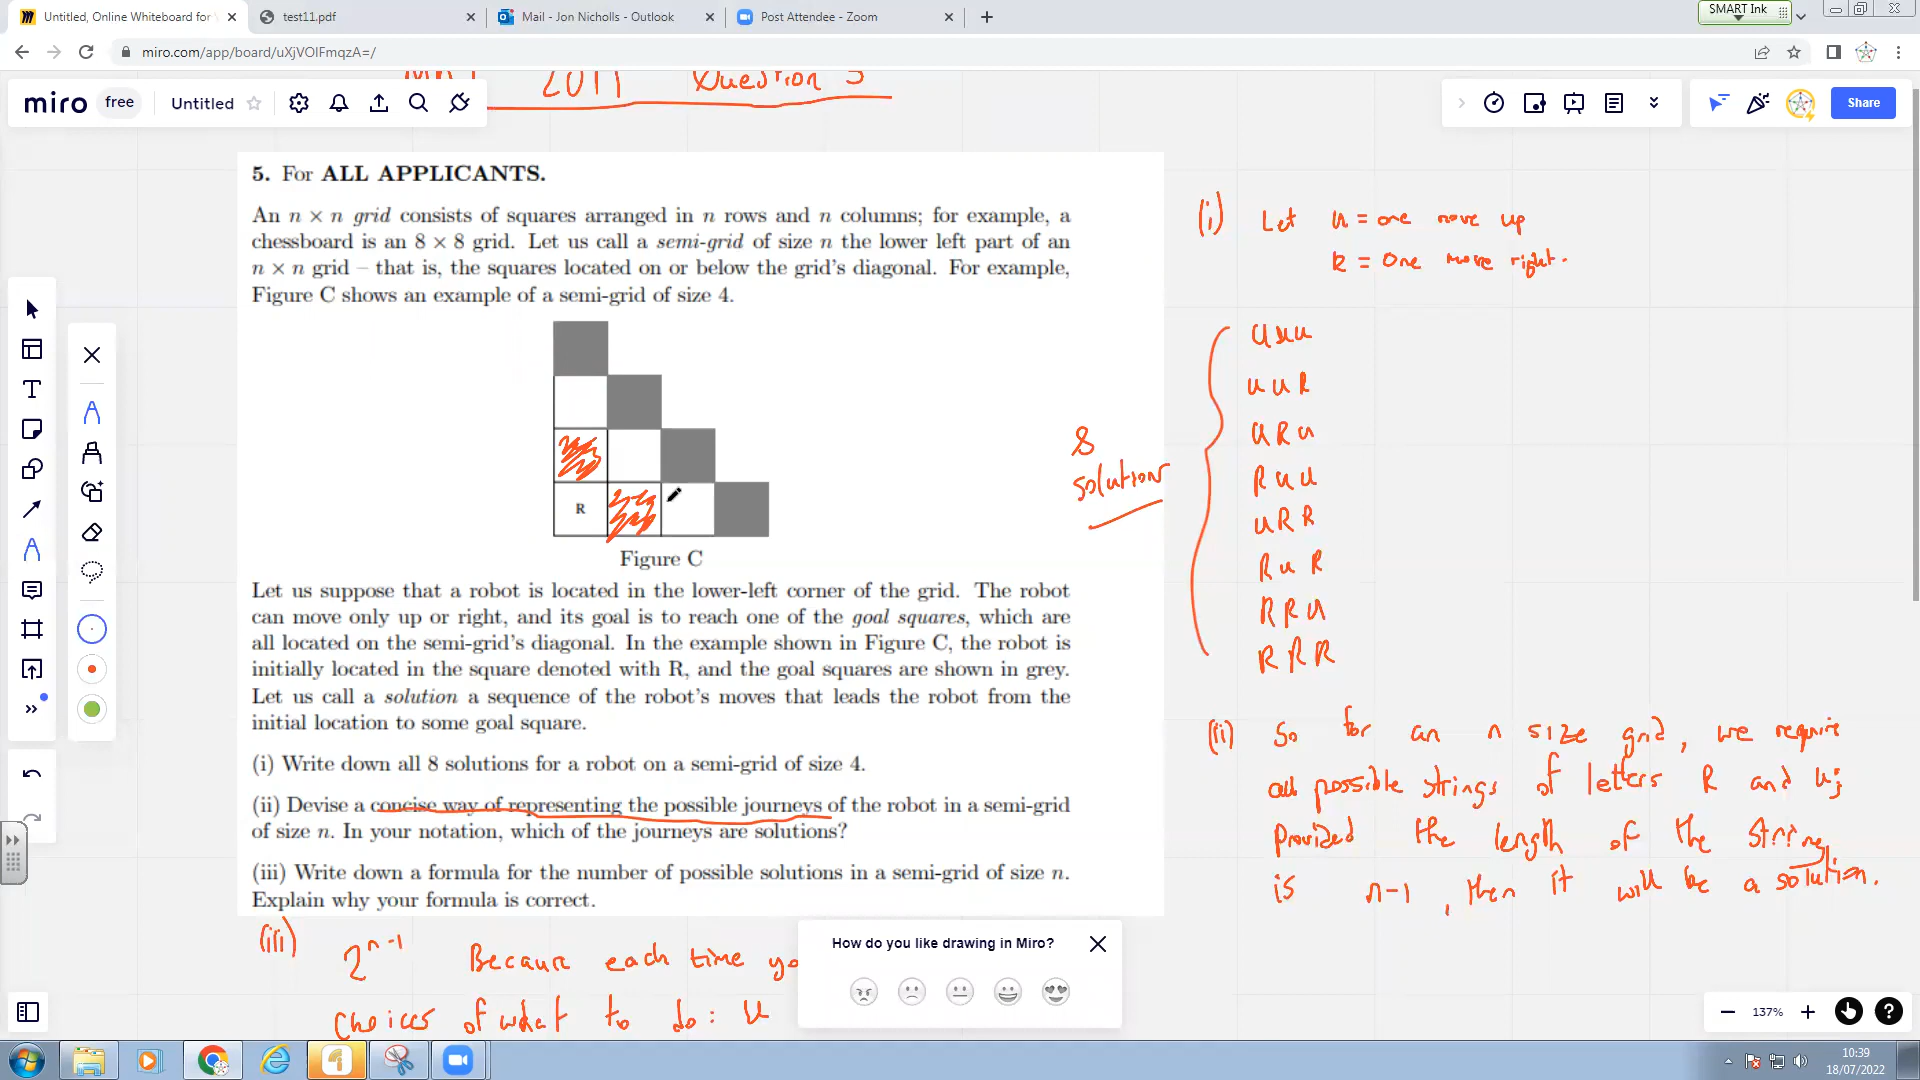 Untitled, Online Whiteboard for
test11.pdf
Mail - Jon Nicholls - Outlook
Post Attendee - Zoom
SMART Ink
miro.com/app/board/uXjVOlFmqzA=/
2011 Question 5
miro free Untitled
Share
5. For ALL APPLICANTS.
An n × n grid consists of squares arranged in n rows and n columns; for example, a
chessboard is an 8 × 8 grid. Let us call a semi-grid of size n the lower left part of an
n × n grid – that is, the squares located on or below the grid's diagonal. For example,
Figure C shows an example of a semi-grid of size 4.
R
Figure C
Let us suppose that a robot is located in the lower-left corner of the grid. The robot
can move only up or right, and its goal is to reach one of the goal squares, which are
all located on the semi-grid's diagonal. In the example shown in Figure C, the robot is
initially located in the square denoted with R, and the goal squares are shown in grey.
Let us call a solution a sequence of the robot's moves that leads the robot from the
initial location to some goal square.
(i) Write down all 8 solutions for a robot on a semi-grid of size 4.
(ii) Devise a concise way of representing the possible journeys of the robot in a semi-grid
of size n. In your notation, which of the journeys are solutions?
(iii) Write down a formula for the number of possible solutions in a semi-grid of size n.
Explain why your formula is correct.
(i) Let U = one move up
R = one move right.
8
solutions
U U U
U U R
U R U
R U U
U R R
R U R
R R U
R R R
(ii) So for an n size grid, we require
all possible strings of letters R and U;
provided the length of the string
is n-1, then it will be a solution.
(iii) 2^{n-1} Because each time yo
choices of what to do: U
How do you like drawing in Miro?
137%
10:39
18/07/2022